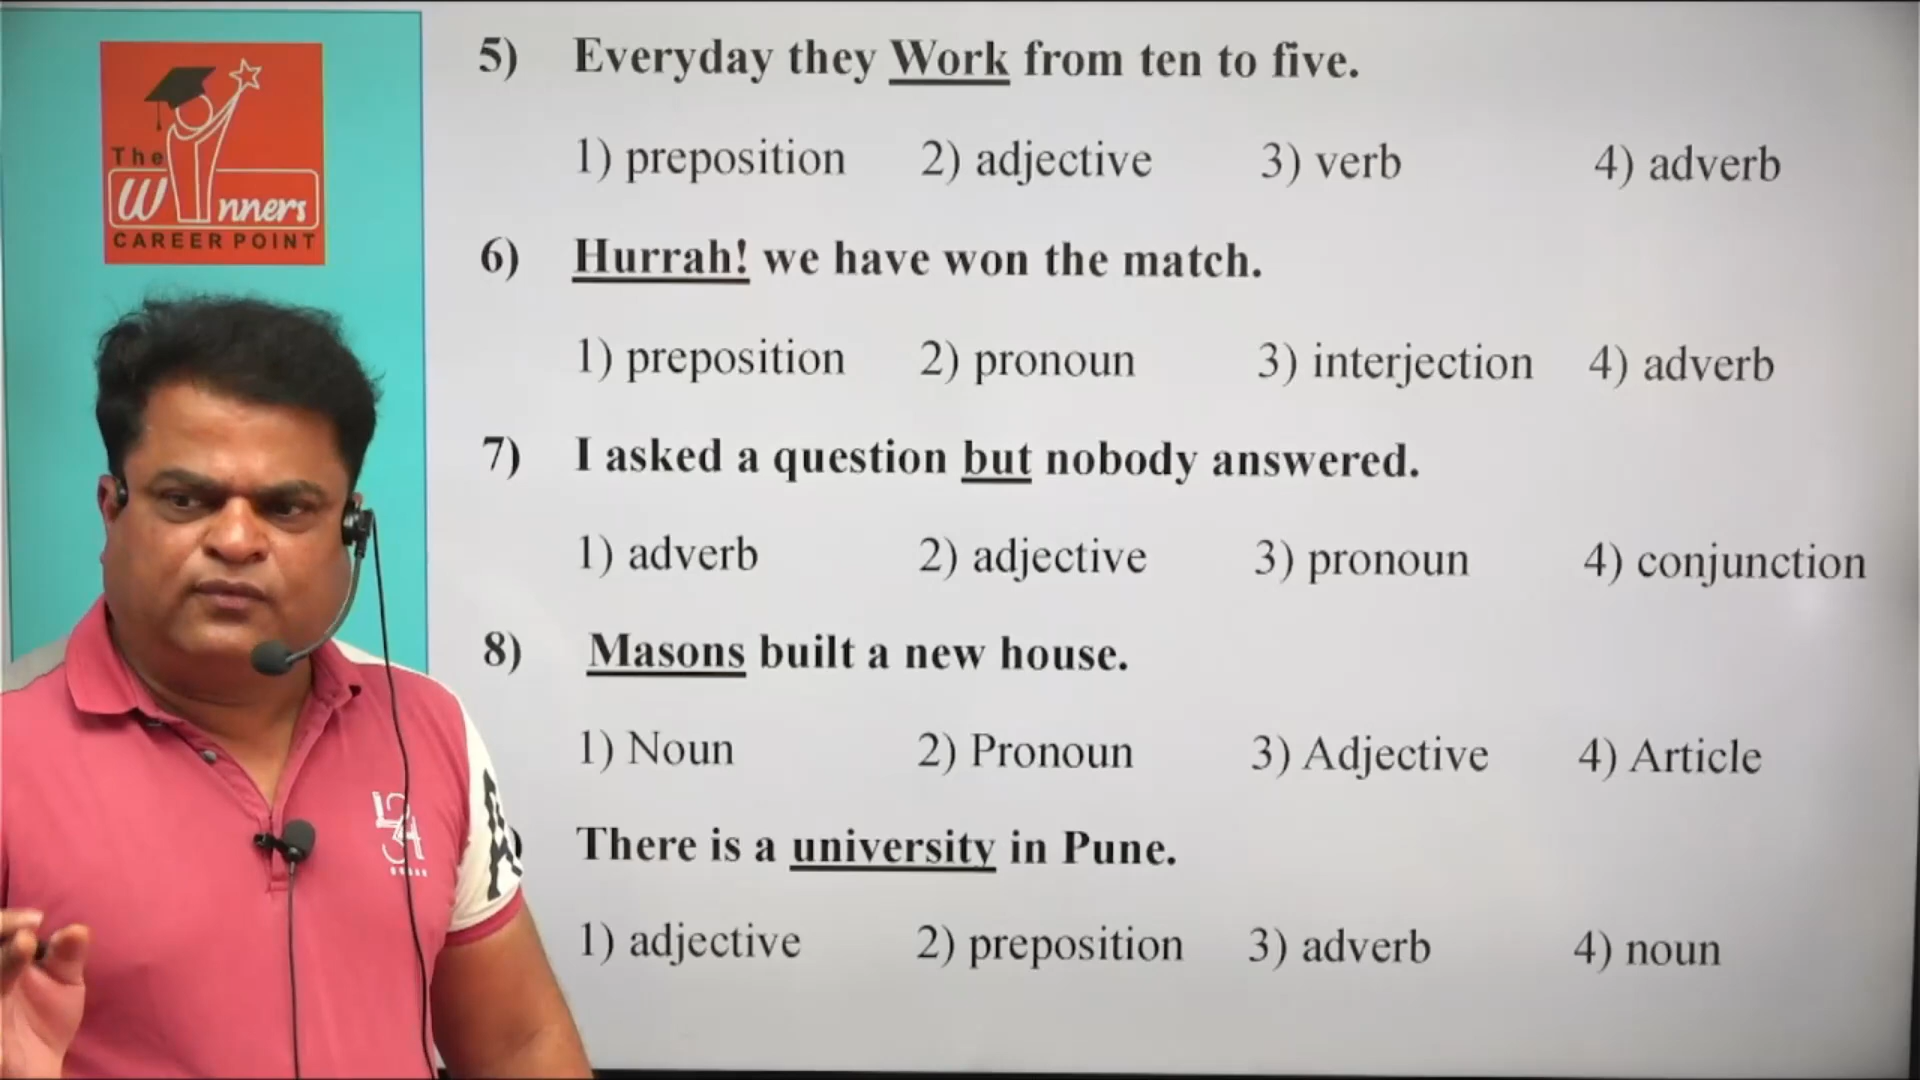 The
Winners
CAREER POINT
5) Everyday they Work from ten to five.
1) preposition 2) adjective 3) verb 4) adverb
6) Hurrah! we have won the match.
1) preposition 2) pronoun 3) interjection 4) adverb
7) I asked a question but nobody answered.
1) adverb 2) adjective 3) pronoun 4) conjunction
8) Masons built a new house.
1) Noun 2) Pronoun 3) Adjective 4) Article
) There is a university in Pune.
1) adjective 2) preposition 3) adverb 4) noun